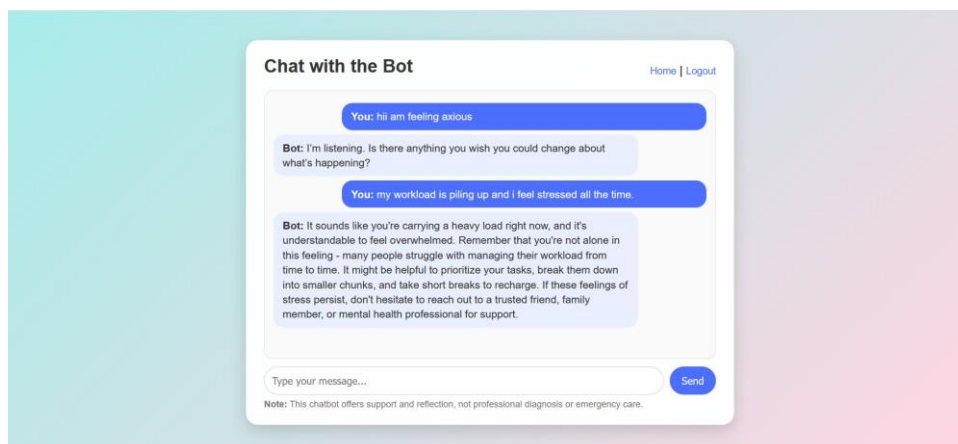 Chat with the Bot
Home | Logout
You: hii am feeling axious
Bot: I'm listening. Is there anything you wish you could change about
what's happening?
You: my workload is piling up and i feel stressed all the time.
Bot: It sounds like you're carrying a heavy load right now, and it's
understandable to feel overwhelmed. Remember that you're not alone in
this feeling - many people struggle with managing their workload from
time to time. It might be helpful to prioritize your tasks, break them down
into smaller chunks, and take short breaks to recharge. If these feelings of
stress persist, don't hesitate to reach out to a trusted friend, family
member, or mental health professional for support.
Type your message...
Send
Note: This chatbot offers support and reflection, not professional diagnosis or emergency care.